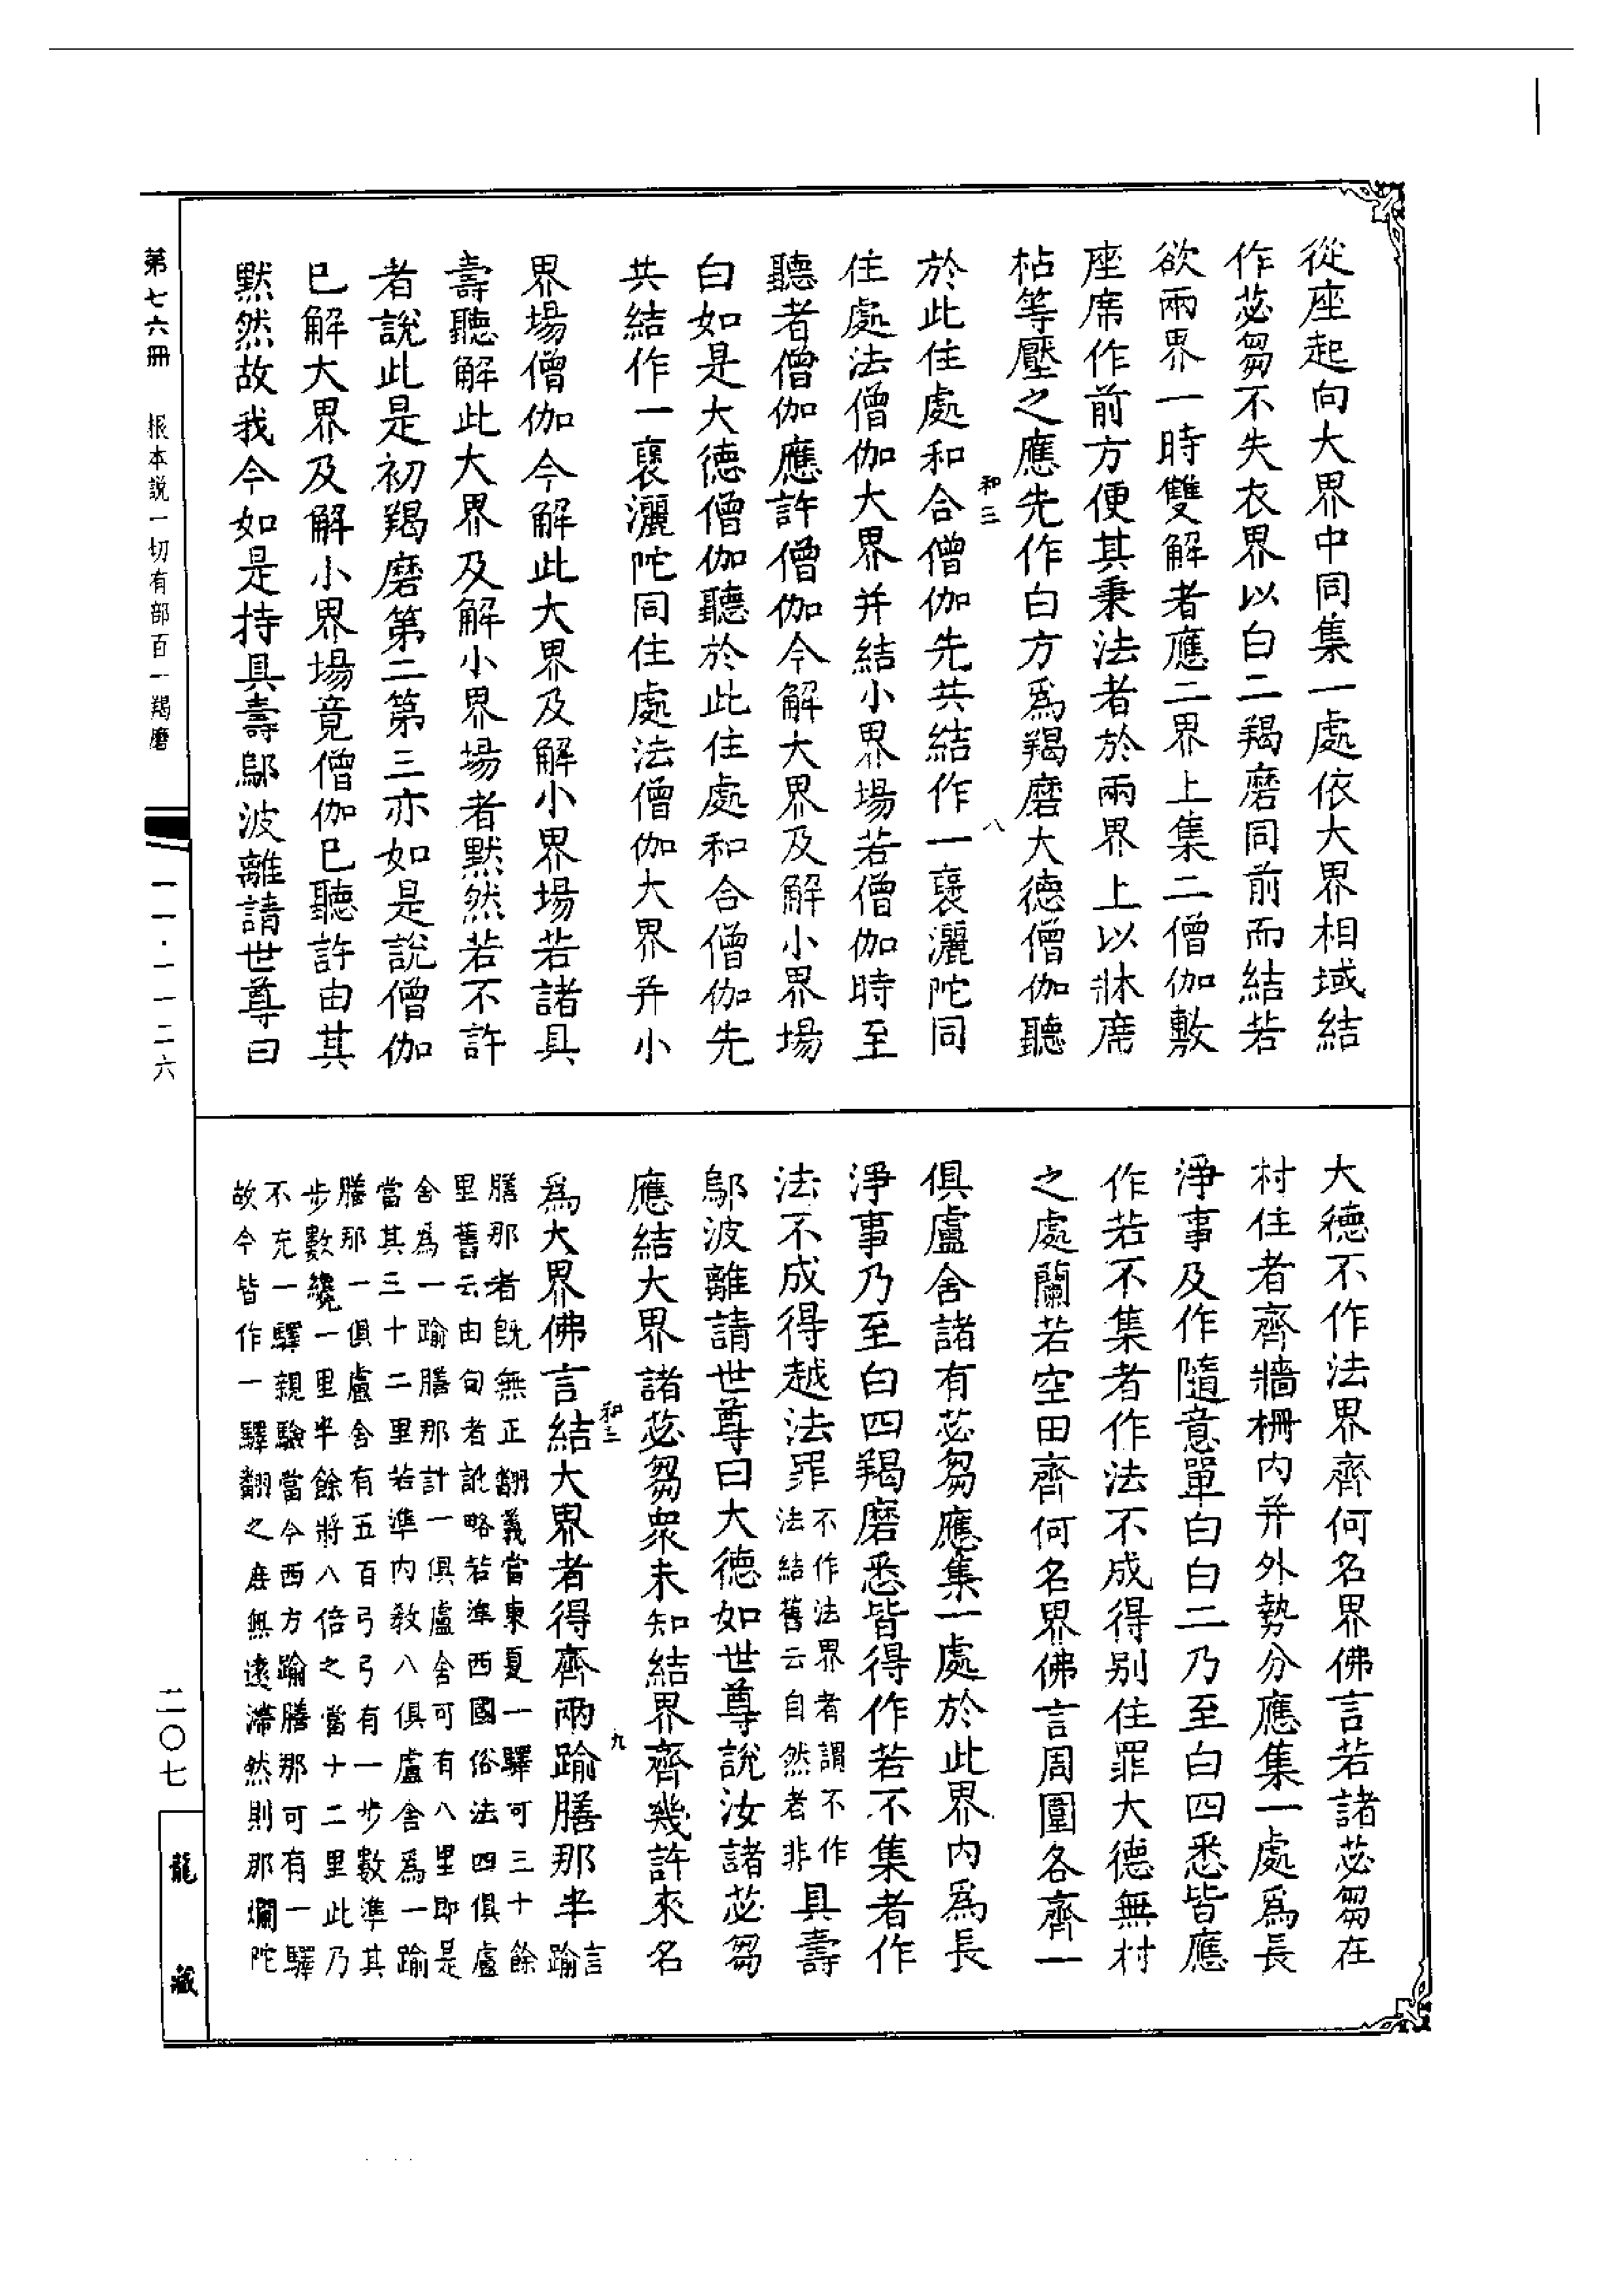 從座起向大界中同集一處依大界相域結
作苾芻不失衣界以白二羯磨同前而結若
欲兩界一時雙解者應二界上集二僧伽敷
座席作前方便其秉法者於兩界上以牀席
枯等壓之應先作白方爲羯磨大德僧伽聽
和三
八
於此住處和合僧伽先共結作一褒灑陀同
住處法僧伽大界并結小界場若僧伽時至
聽者僧伽應許僧伽今解大界及解小界場
白如是大德僧伽聽於此住處和合僧伽先
共結作一褒灑陀同住處法僧伽大界并小
界場僧伽今解此大界及解小界場若諸具
壽聽解此大界及解小界場者默然若不許
者說此是初羯磨第二第三亦如是說僧伽
已解大界及解小界場竟僧伽已聽許由其
默然故我今如是持具壽鄔波離請世尊曰
大德不作法界齊何名界佛言若諸苾芻在
村住者齊牆柵內并外勢分應集一處爲長
淨事及作隨意單白白二乃至白四悉皆應
作若不集者作法不成得別住罪大德無村
之處蘭若空田齊何名界佛言周圍各齊一
俱盧舍諸有苾芻應集一處於此界內爲長
淨事乃至白四羯磨悉皆得作若不集者作
法不成得越法罪不作法界者謂不作
法結舊云自然者非具壽
鄔波離請世尊曰大德如世尊說汝諸苾芻
應結大界諸苾芻衆未知結界齊幾許來名
和三
九
爲大界佛言結大界者得齊兩踰膳那半言
踰
膳那者旣無正翻義當東夏一驛可三十餘
里舊云由旬者訛略若準西國俗法四俱盧
舍爲一踰膳那計一俱盧舍可有八里即是
當其三十二里若準內教八俱盧舍爲一踰
膳那一俱盧舍有五百弓弓有一步數準其
步數纔一里半餘將八倍之當十二里此乃
不充一驛親驗當今西方踰膳那可有一驛
故今皆作一驛翻之庶無遠滯然則那爛陀
第七六冊
根本說一切有部百一羯磨
一一·一一二六
二〇七
龍藏